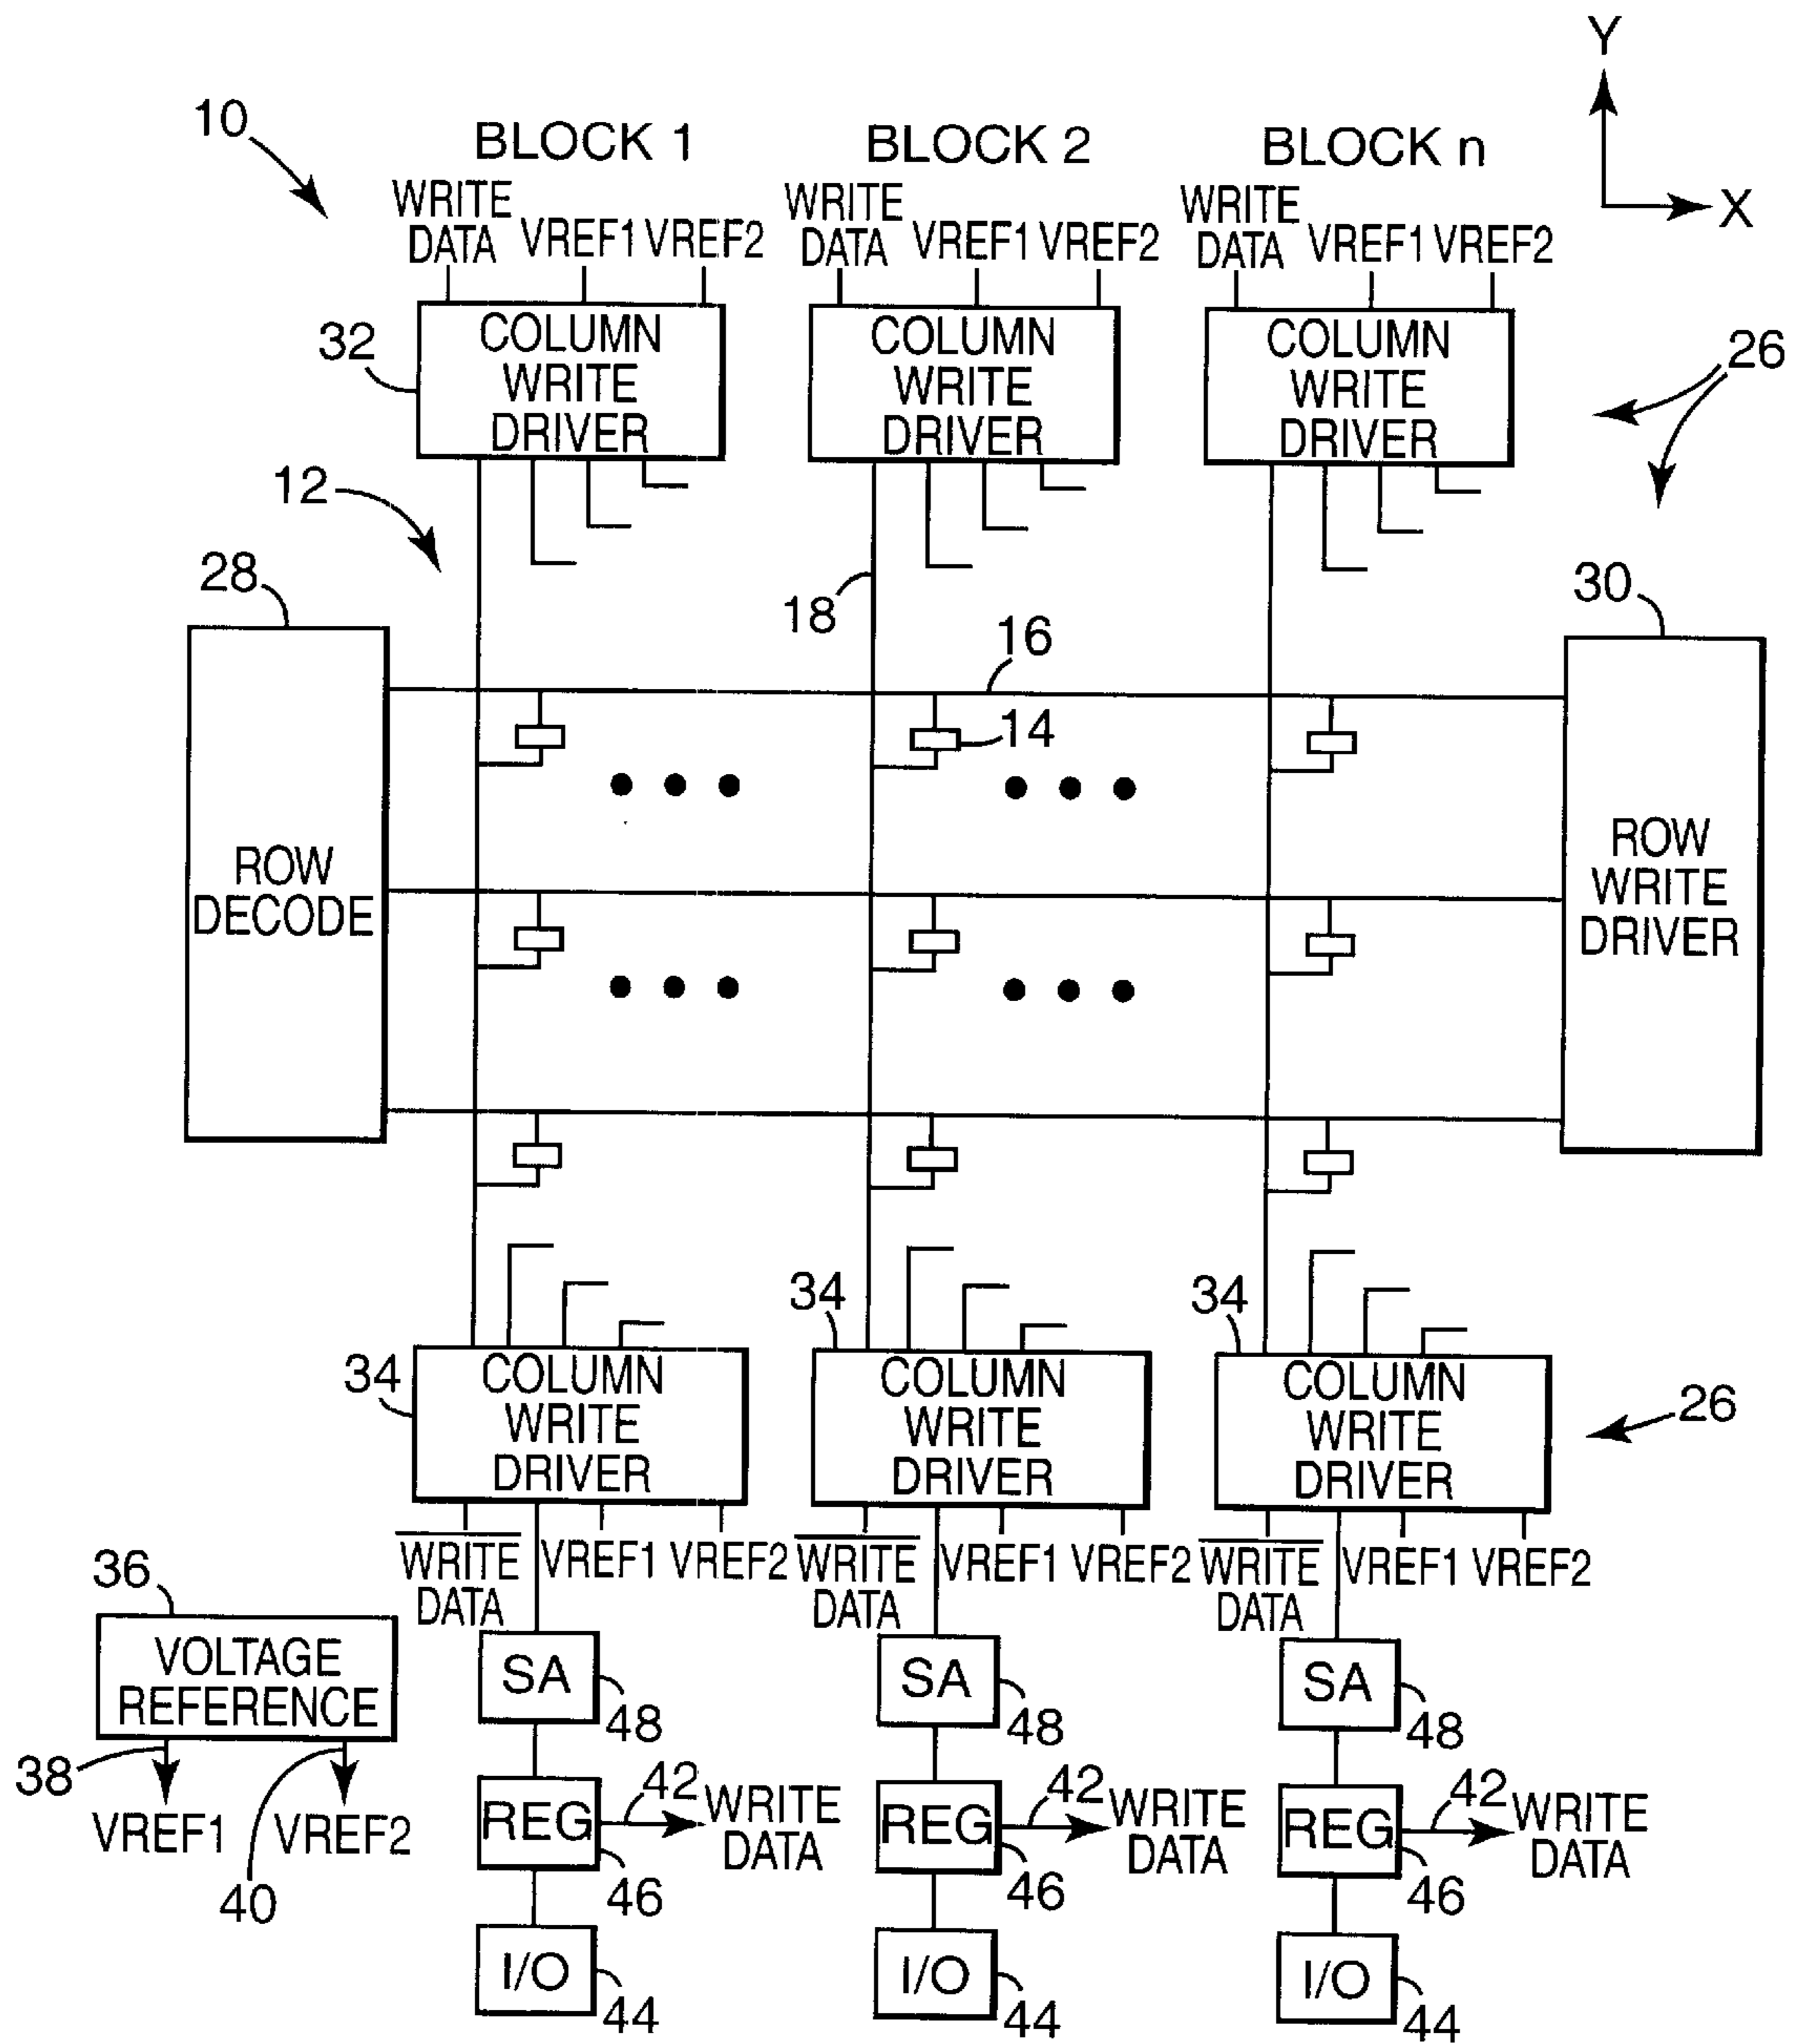 Y
10
BLOCK 1 BLOCK 2 BLOCK n
WRITE DATA VREF1 VREF2 WRITE DATA VREF1 VREF2 WRITE DATA VREF1 VREF2
X
32
COLUMN WRITE DRIVER
COLUMN WRITE DRIVER
COLUMN WRITE DRIVER
26
12
28
18
30
16
14
ROW DECODE
ROW WRITE DRIVER
34
34
34
COLUMN WRITE DRIVER
COLUMN WRITE DRIVER
COLUMN WRITE DRIVER
26
WRITE DATA VREF1 VREF2 WRITE DATA VREF1 VREF2 WRITE DATA VREF1 VREF2
36
VOLTAGE REFERENCE
SA
48
SA
48
SA
48
38
VREF1
40
VREF2
REG
42
WRITE DATA
46
REG
42
WRITE DATA
46
REG
42
WRITE DATA
46
I/O
44
I/O
44
I/O
44